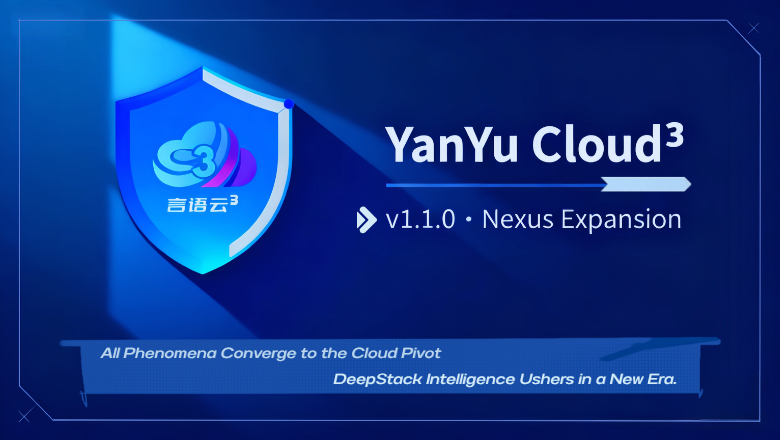 S3
言语云³
YanYu Cloud³
v1.1.0 · Nexus Expansion
All Phenomena Converge to the Cloud Pivot
DeepStack Intelligence Ushers in a New Era.